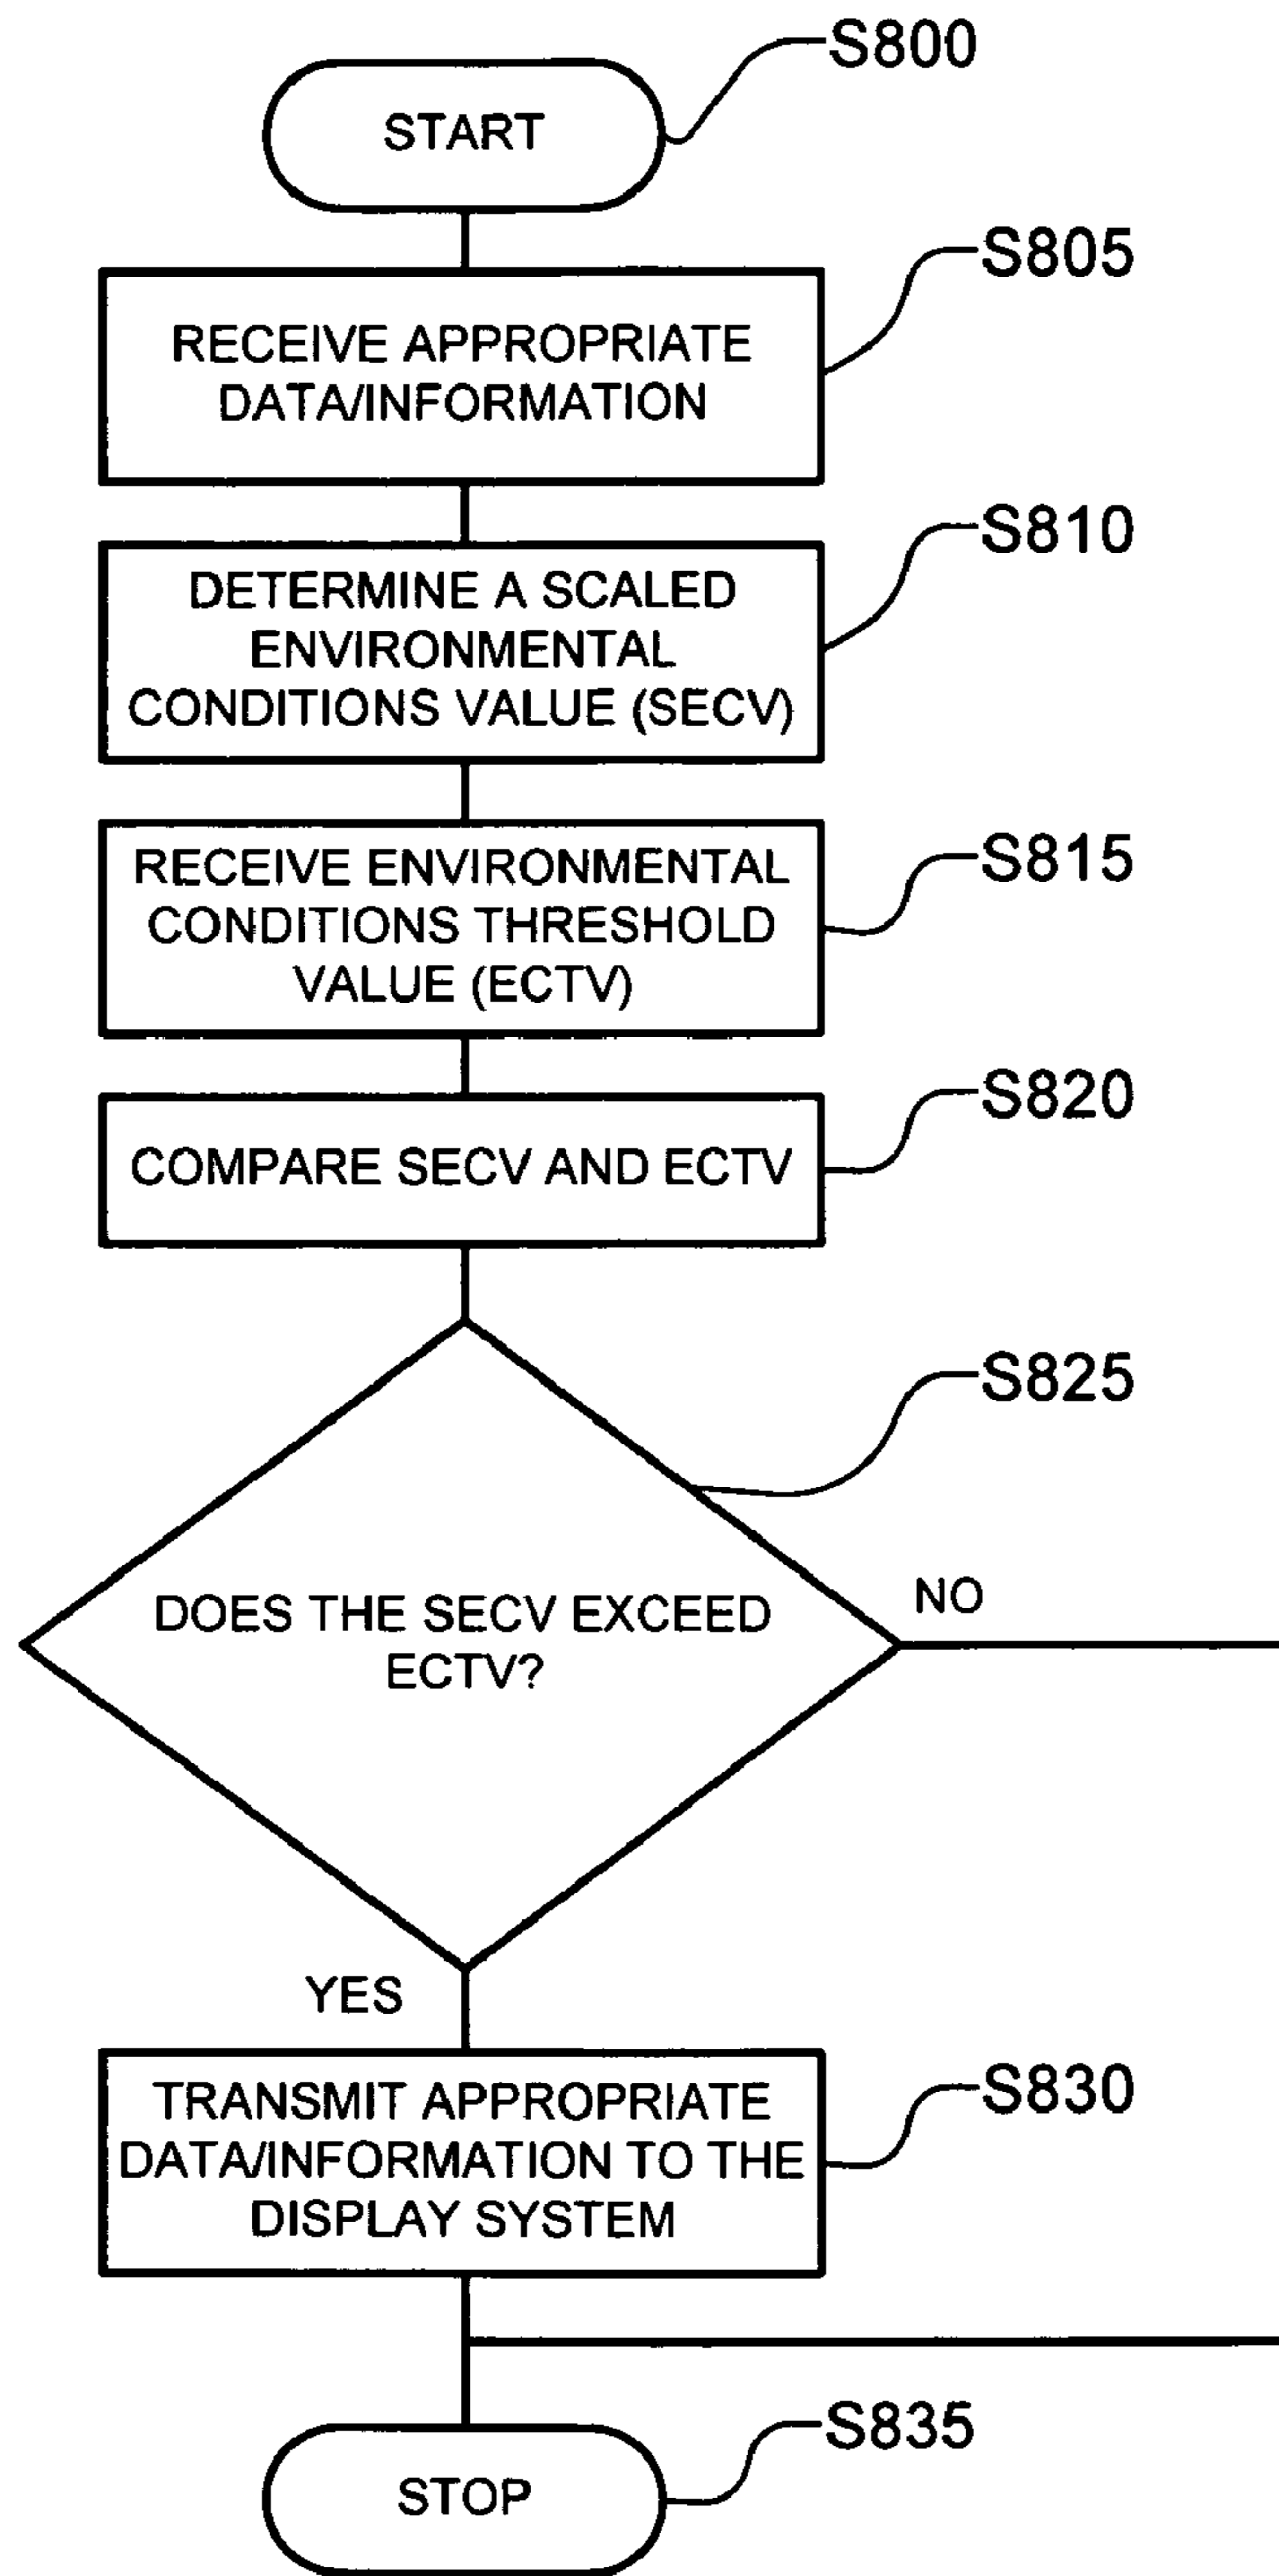 S800
START
S805
RECEIVE APPROPRIATE
DATA/INFORMATION
S810
DETERMINE A SCALED
ENVIRONMENTAL
CONDITIONS VALUE (SECV)
S815
RECEIVE ENVIRONMENTAL
CONDITIONS THRESHOLD
VALUE (ECTV)
S820
COMPARE SECV AND ECTV
S825
DOES THE SECV EXCEED
ECTV?
NO
YES
S830
TRANSMIT APPROPRIATE
DATA/INFORMATION TO THE
DISPLAY SYSTEM
S835
STOP